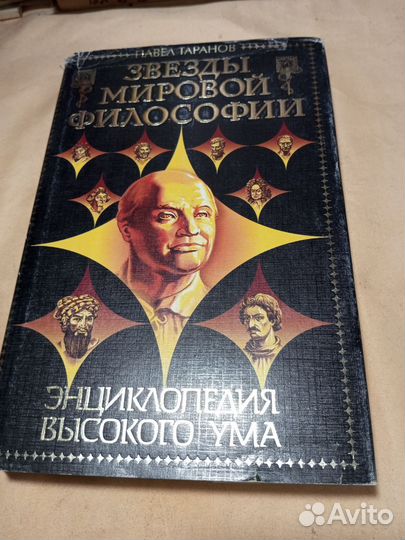 ПАВЕЛ ТАРАНОВ
ЗВЕЗДЫ
МИРОВОЙ
ФИЛОСОФИИ
ЭНЦИКЛОПЕДИЯ
ВЫСОКОГО УМА
Avito